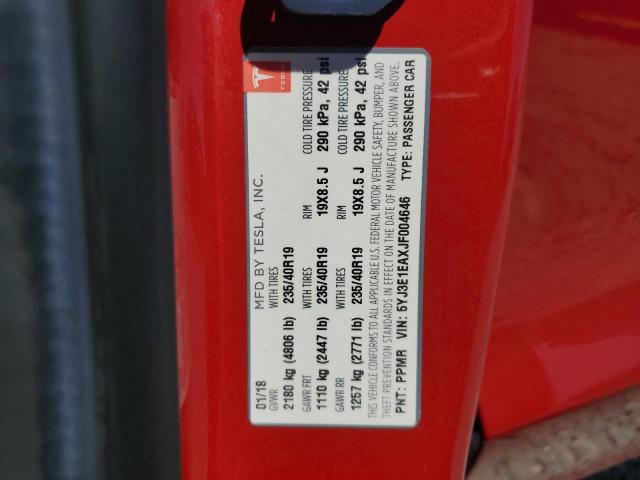 TESLA
01/18 MFD BY TESLA, INC.
GVWR WITH TIRES RIM COLD TIRE PRESSURE
2180 kg (4806 lb) 235/40R19 19X8.5 J 290 kPa, 42 psi
GAWR FRT WITH TIRES RIM COLD TIRE PRESSURE
1110 kg (2447 lb) 235/40R19 19X8.5 J 290 kPa, 42 psi
GAWR RR WITH TIRES
1257 kg (2771 lb) 235/40R19
THIS VEHICLE CONFORMS TO ALL APPLICABLE U.S. FEDERAL MOTOR VEHICLE SAFETY, BUMPER, AND
THEFT PREVENTION STANDARDS IN EFFECT ON THE DATE OF MANUFACTURE SHOWN ABOVE.
PNT: PPMR VIN: 5YJ3E1EAXJF004646 TYPE: PASSENGER CAR